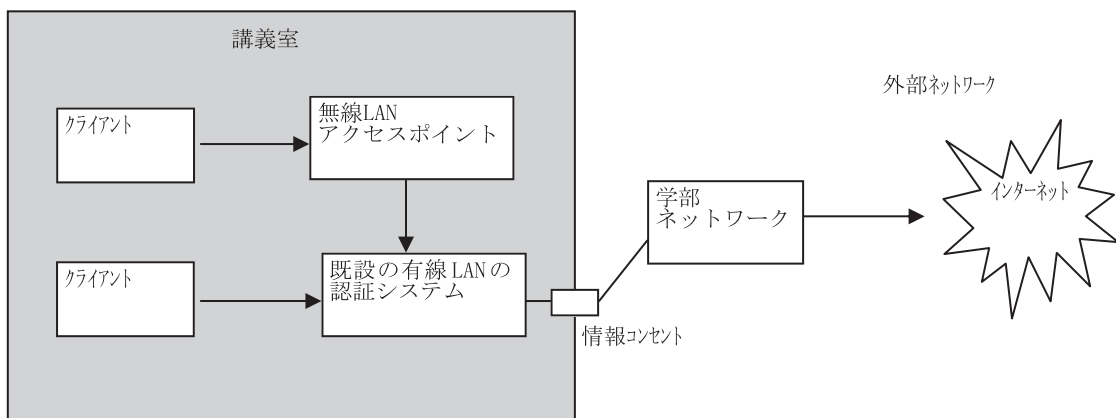 講義室
クライアント
無線LAN
アクセスポイント
クライアント
既設の有線LANの
認証システム
情報コンセント
学部
ネットワーク
外部ネットワーク
インターネット